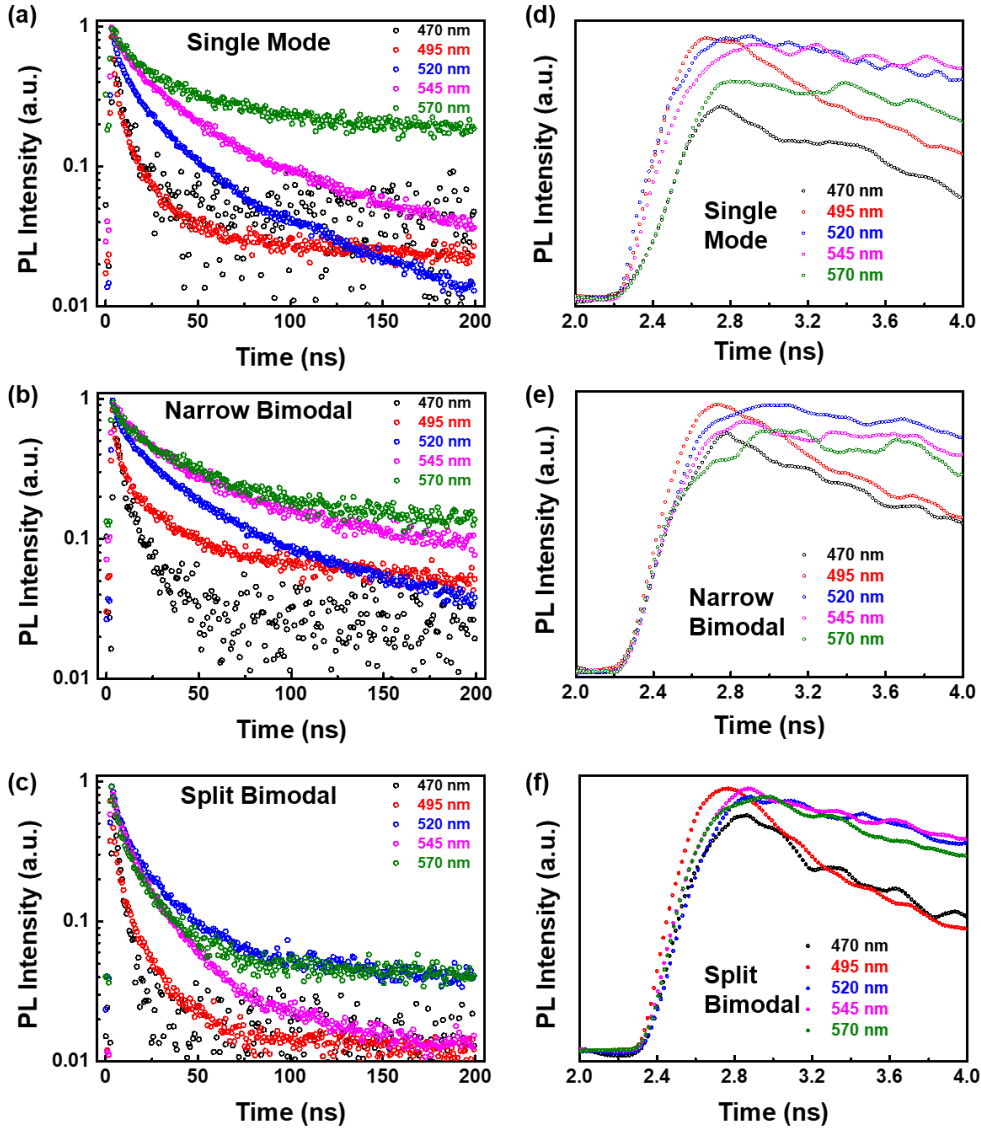 (a)
PL Intensity (a.u.)
1
0.1
0.01
Single Mode
470 nm
495 nm
520 nm
545 nm
570 nm
0
50
100
150
200
Time (ns)
(d)
PL Intensity (a.u.)
Single
Mode
470 nm
495 nm
520 nm
545 nm
570 nm
2.0
2.4
2.8
3.2
3.6
4.0
Time (ns)
(b)
PL Intensity (a.u.)
1
0.1
0.01
Narrow Bimodal
470 nm
495 nm
520 nm
545 nm
570 nm
0
50
100
150
200
Time (ns)
(e)
PL Intensity (a.u.)
Narrow
Bimodal
470 nm
495 nm
520 nm
545 nm
570 nm
2.0
2.4
2.8
3.2
3.6
4.0
Time (ns)
(c)
PL Intensity (a.u.)
1
0.1
0.01
Split Bimodal
470 nm
495 nm
520 nm
545 nm
570 nm
0
50
100
150
200
Time (ns)
(f)
PL Intensity (a.u.)
Split
Bimodal
470 nm
495 nm
520 nm
545 nm
570 nm
2.0
2.4
2.8
3.2
3.6
4.0
Time (ns)